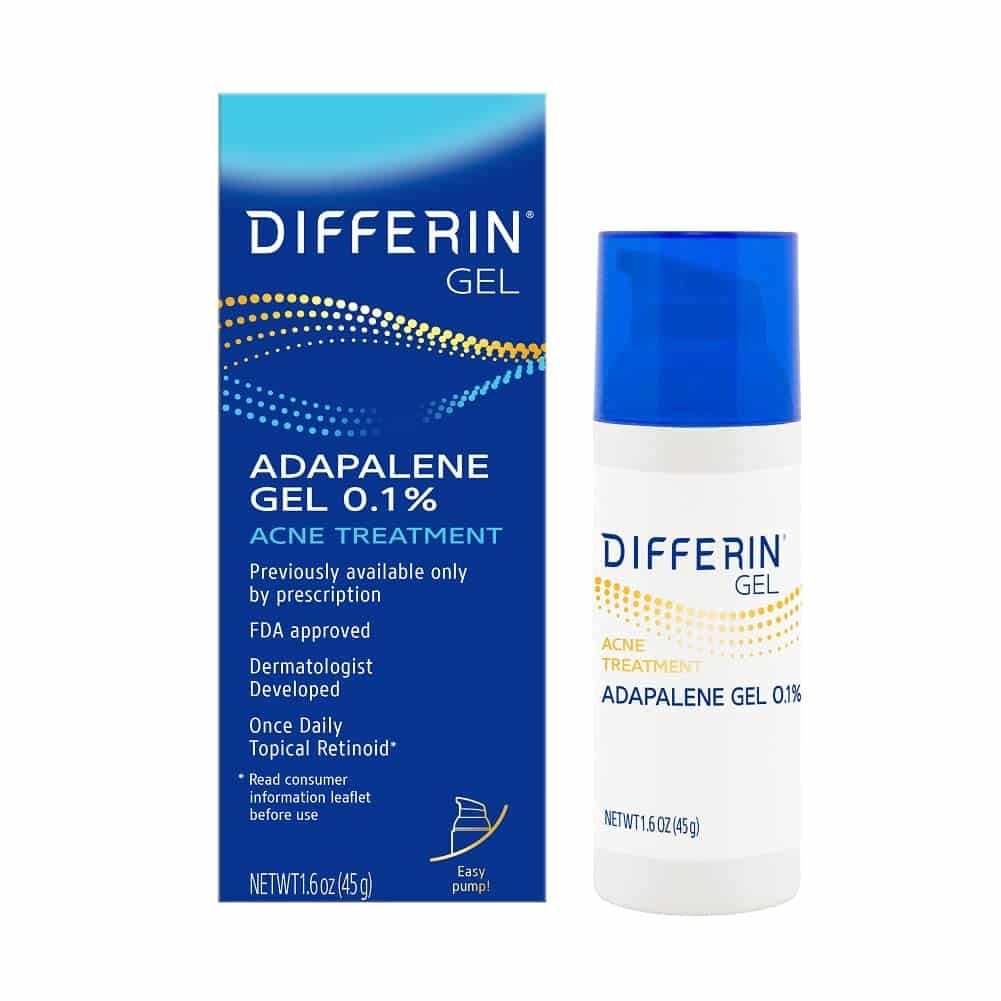 DIFFERIN®
GEL
ADAPALENE
GEL 0.1%
ACNE TREATMENT
Previously available only
by prescription
FDA approved
Dermatologist
Developed
Once Daily
Topical Retinoid*
* Read consumer
information leaflet
before use
Easy
pump!
NETWT1.6 oz (45 g)
DIFFERIN®
GEL
ACNE
TREATMENT
ADAPALENE GEL 0.1%
NETWT1.6 OZ (45 g)